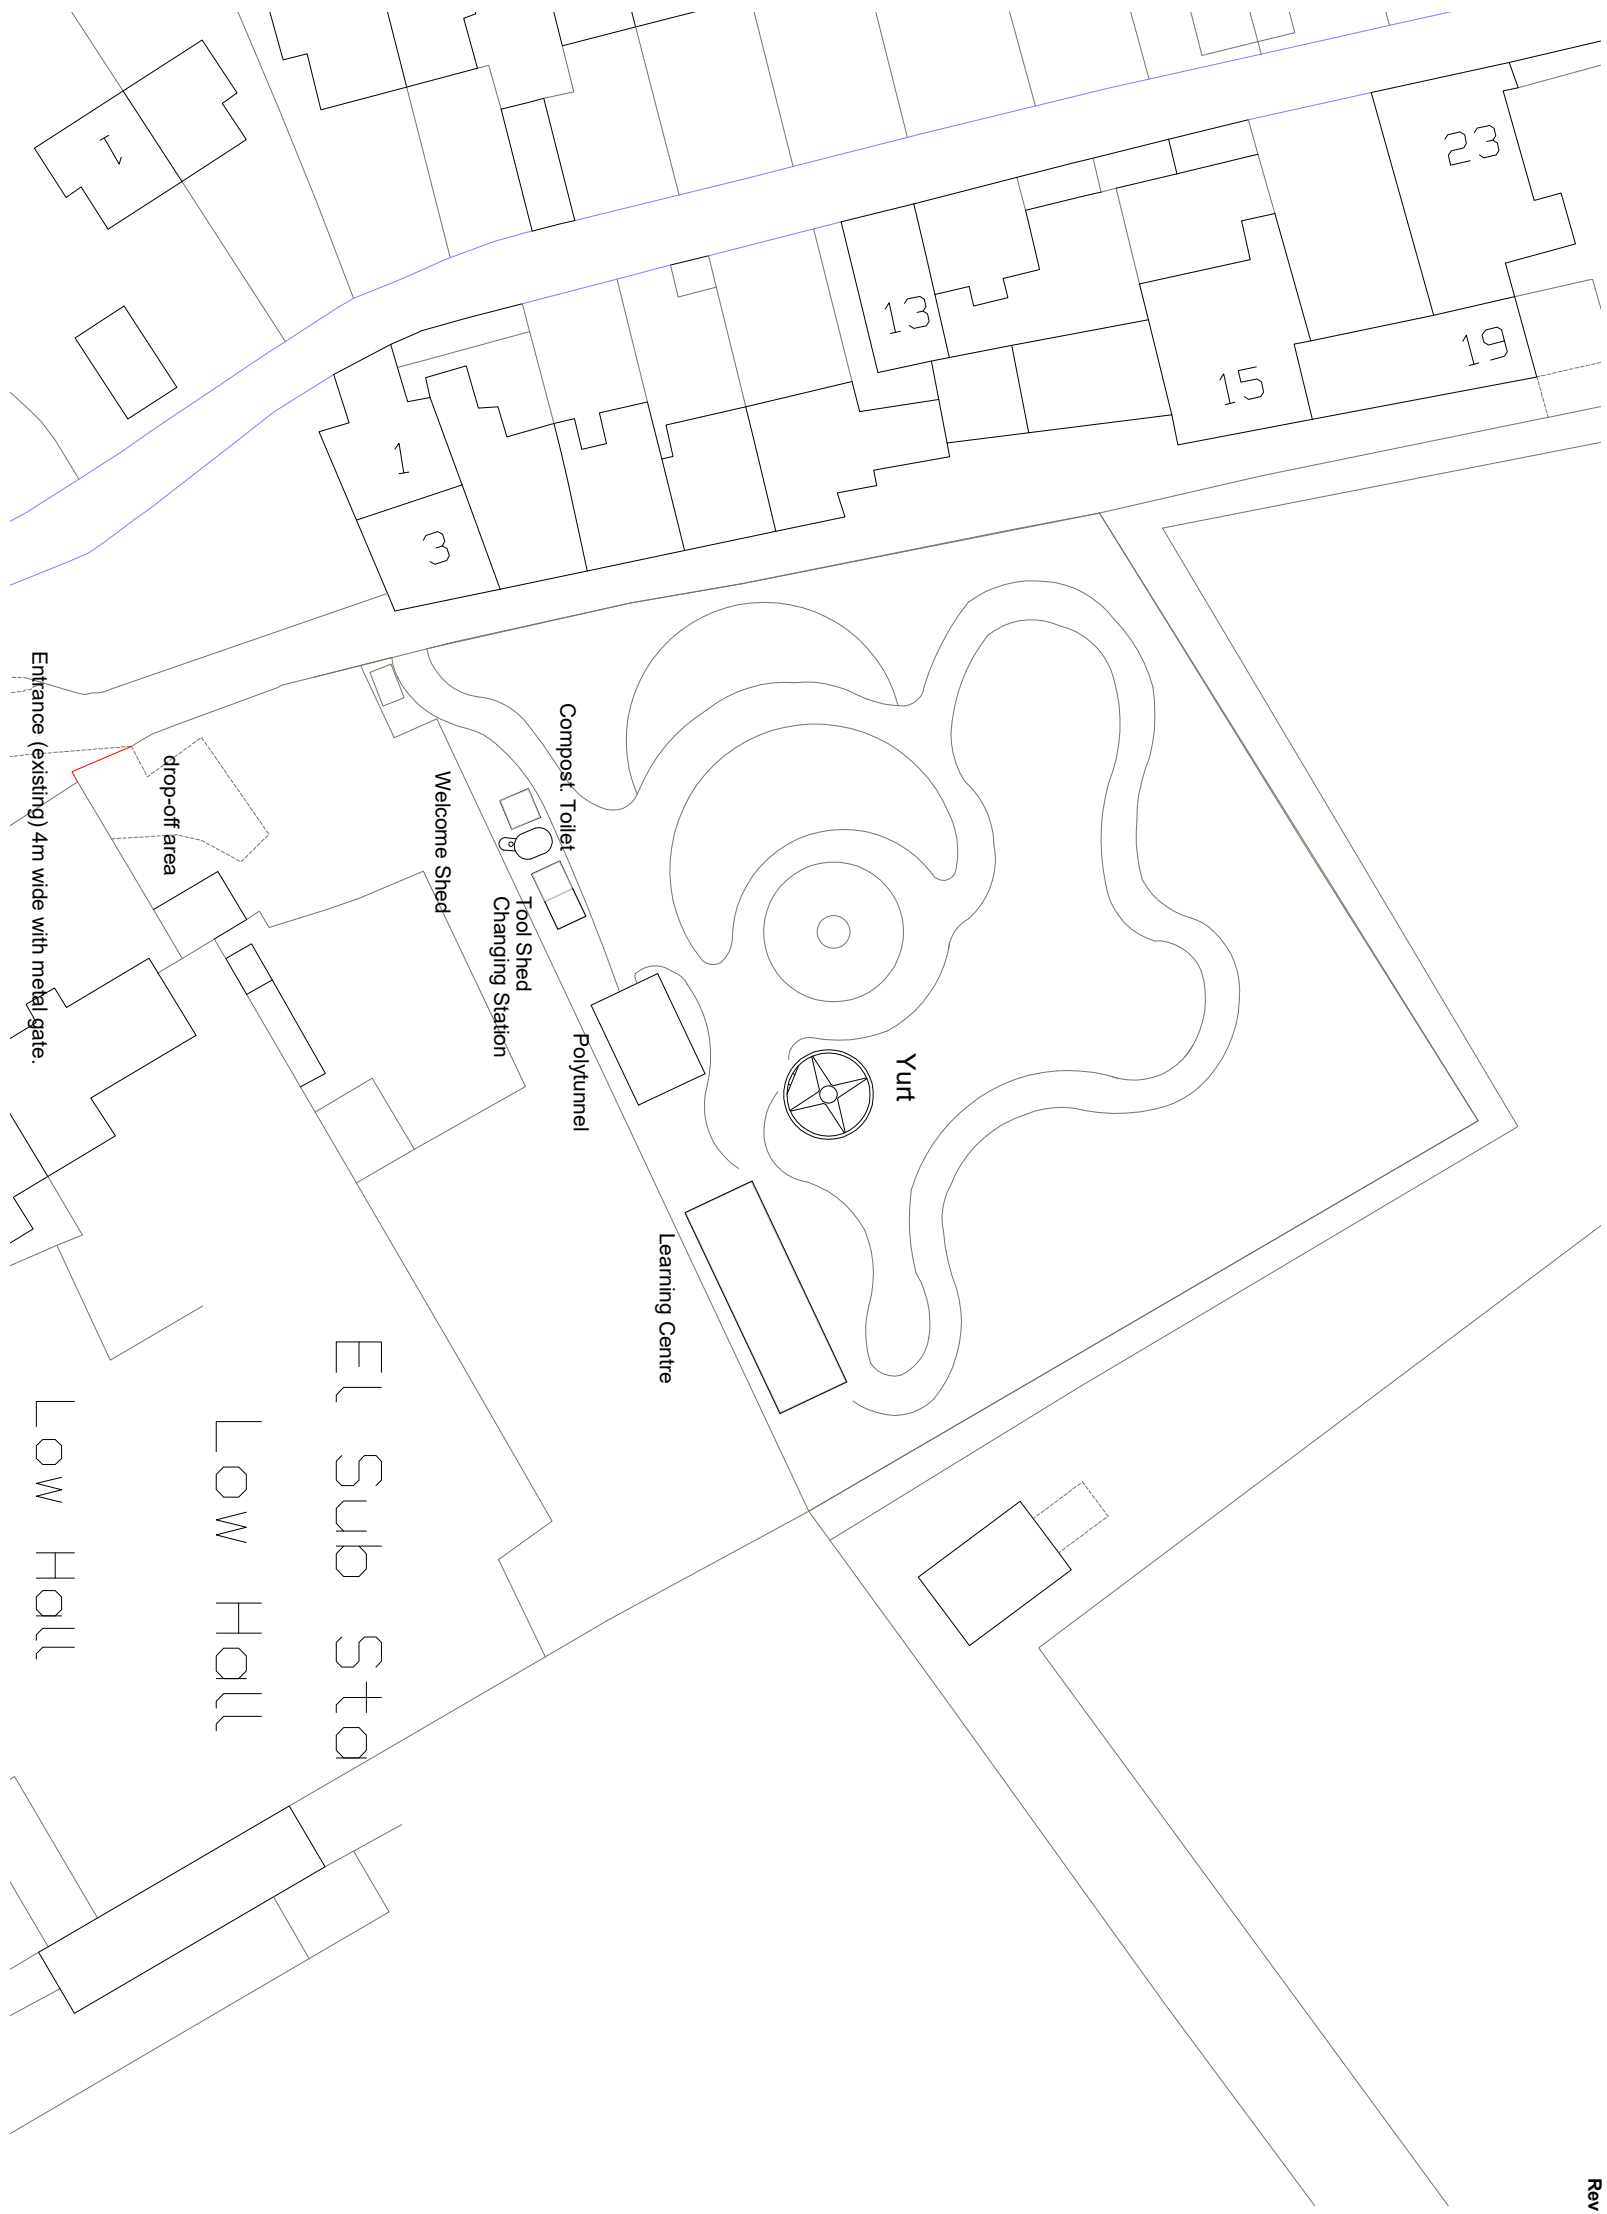 1
23
13
19
15
1
3
Entrance (existing) 4m wide with metal gate.
drop-off area
Welcome Shed
Compost. Toilet
Tool Shed
Changing Station
Polytunnel
Yurt
Learning Centre
El Sub Sta
Low Hall
Low Hall
Rev